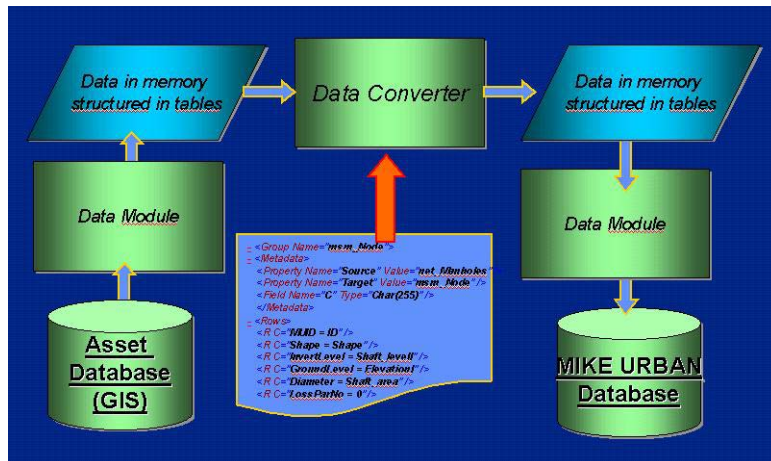 Data in memory
structured in tables
Data Converter
Data in memory
structured in tables
Data Module
Data Module
Asset
Database
(GIS)
- <Group Name="msm_Node">
- <Metadata>
<Property Name="Source" Value="net_Manholes"
<Property Name="Target" Value="msm_Node"/>
<Field Name="C" Type="Char(255)"/>
</Metadata>
- <Rows>
<R C="MUID = ID"/>
<R C="Shape = Shape"/>
<R C="InvertLevel = Shaft_levell"/>
<R C="GroundLevel = Elevationl"/>
<R C="Diameter = Shaft_area"/>
<R C="LossParNo = 0"/>
MIKE URBAN
Database